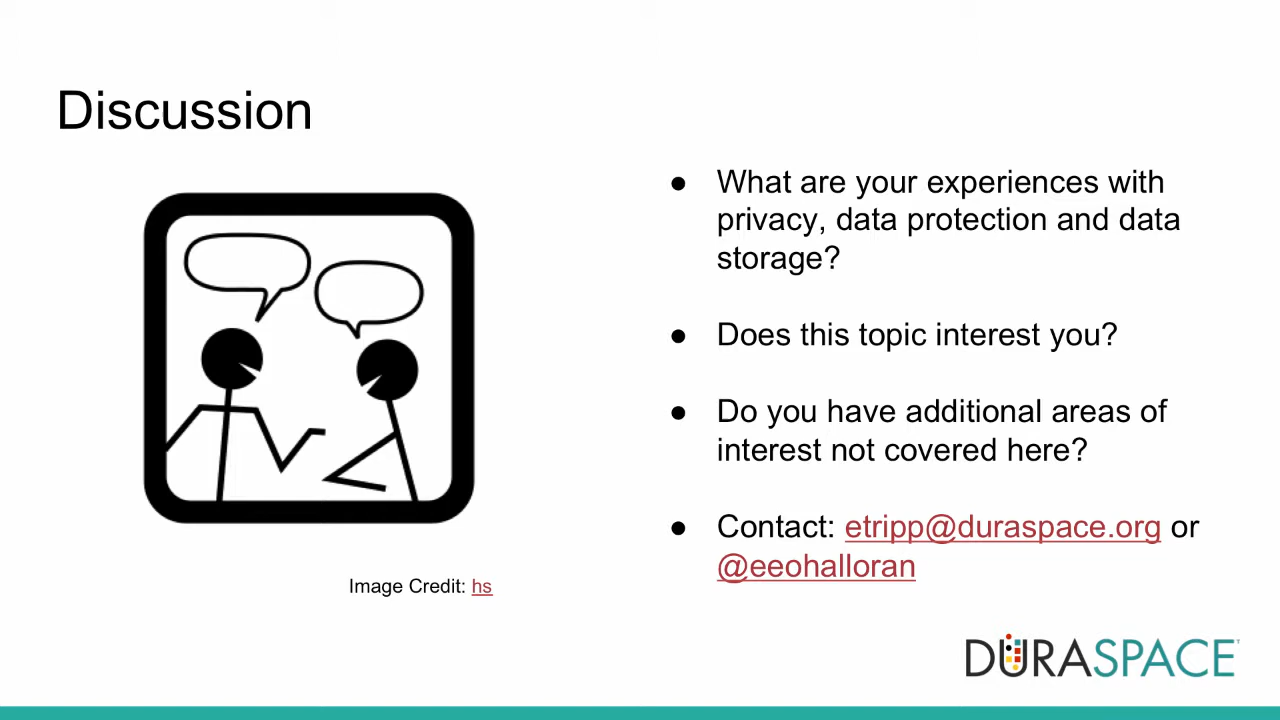 Discussion
● What are your experiences with
privacy, data protection and data
storage?
● Does this topic interest you?
● Do you have additional areas of
interest not covered here?
● Contact: etripp@duraspace.org or
@eeohalloran
Image Credit: hs
DURASPACE